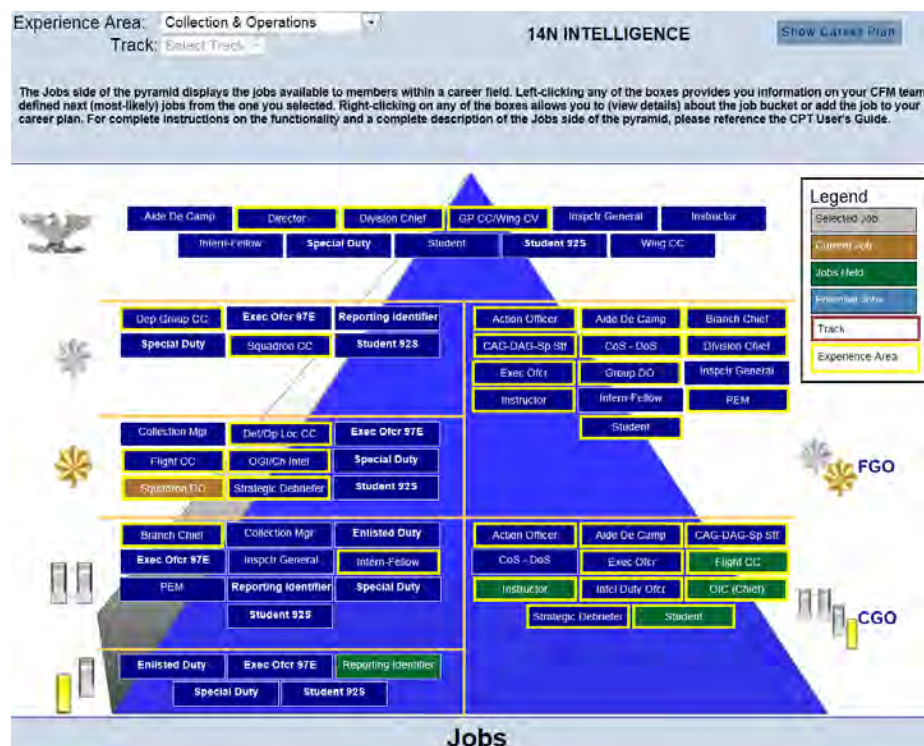 Experience Area: Collection & Operations
Track: Select Track
14N INTELLIGENCE
Show Career Plan
The Jobs side of the pyramid displays the jobs available to members within a career field. Left-clicking any of the boxes provides you information on your CFM team
defined next (most-likely) jobs from the one you selected. Right-clicking on any of the boxes allows you to (view details) about the job bucket or add the job to your
career plan. For complete instructions on the functionality and a complete description of the Jobs side of the pyramid, please reference the CPT User's Guide.
Legend
Selected Job
Current Job
Jobs Held
Potential Jobs
Track
Experience Area
Aide De Camp Director Division Chief GP CC/Wing CV Inspctr General Instructor
Intern-Fellow Special Duty Student Student 92S Wing CC
Dep Group CC Exec Ofcr 97E Reporting Identifier
Special Duty Squadron CC Student 92S
Action Officer Aide De Camp Branch Chief
CAG-DAG-Sp Stf CoS - DoS Division Chief
Exec Ofcr Group DO Inspctr General
Instructor Intern-Fellow PEM
Student
Collection Mgr Det/Op Loc CC Exec Ofcr 97E
Flight CC OGI/Ch Intel Special Duty
Squadron DO Strategic Debriefer Student 92S
FGO
Branch Chief Collection Mgr Enlisted Duty
Exec Ofcr 97E Inspctr General Intern-Fellow
PEM Reporting Identifier Special Duty
Student 92S
Action Officer Aide De Camp CAG-DAG-Sp Stf
CoS - DoS Exec Ofcr Flight CC
Instructor Intel Duty Ofcr OIC (Chief)
Strategic Debriefer Student
CGO
Enlisted Duty Exec Ofcr 97E Reporting Identifier
Special Duty Student 92S
Jobs